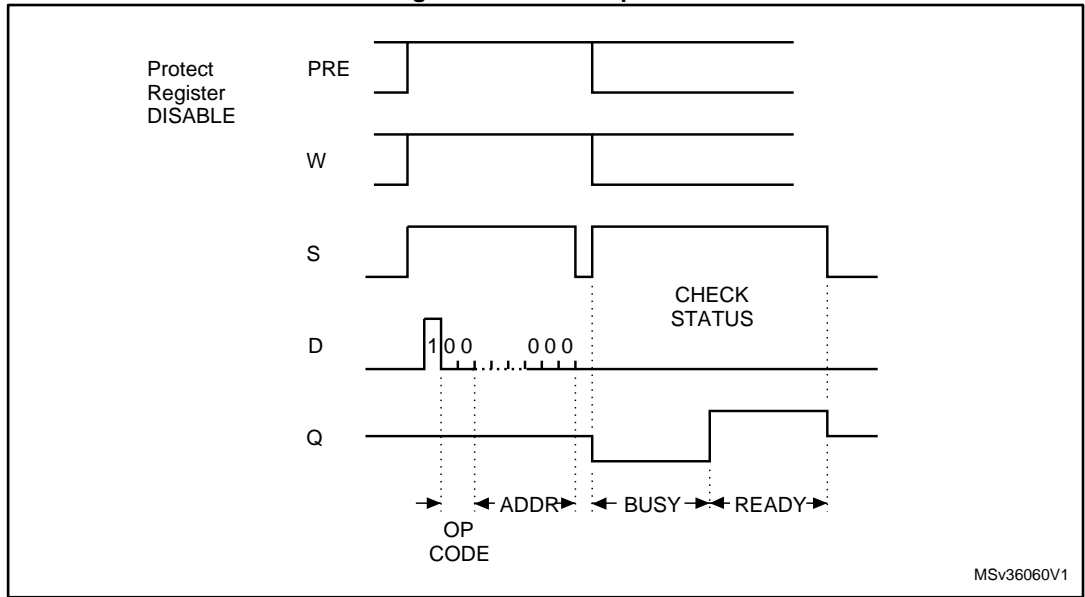 Protect
Register
DISABLE
PRE
W
S
CHECK
STATUS
D
1 0 0 0 0 0
Q
ADDR BUSY READY
OP
CODE
MSv36060V1